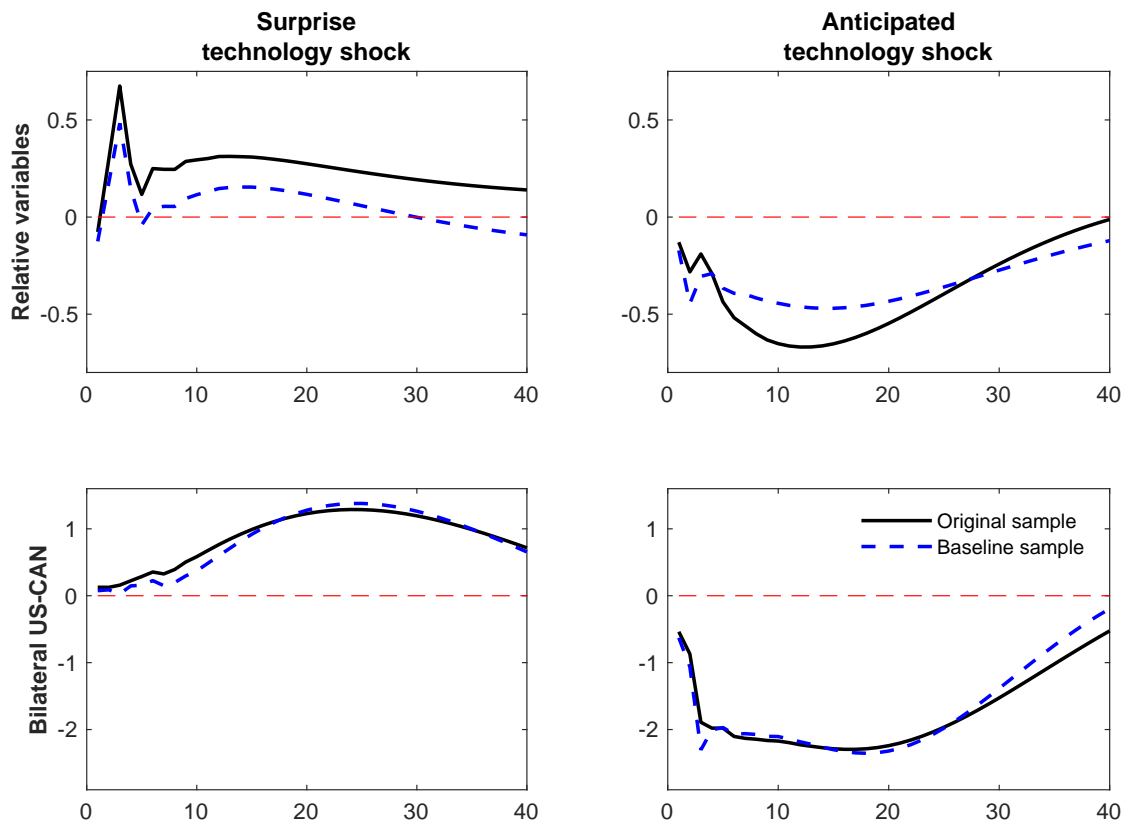 Surprise
technology shock
Anticipated
technology shock
Relative variables
0.5
0
-0.5
0 10 20 30 40
0.5
0
-0.5
0 10 20 30 40
Bilateral US-CAN
1
0
-1
-2
0 10 20 30 40
1
0
-1
-2
0 10 20 30 40
Original sample
Baseline sample